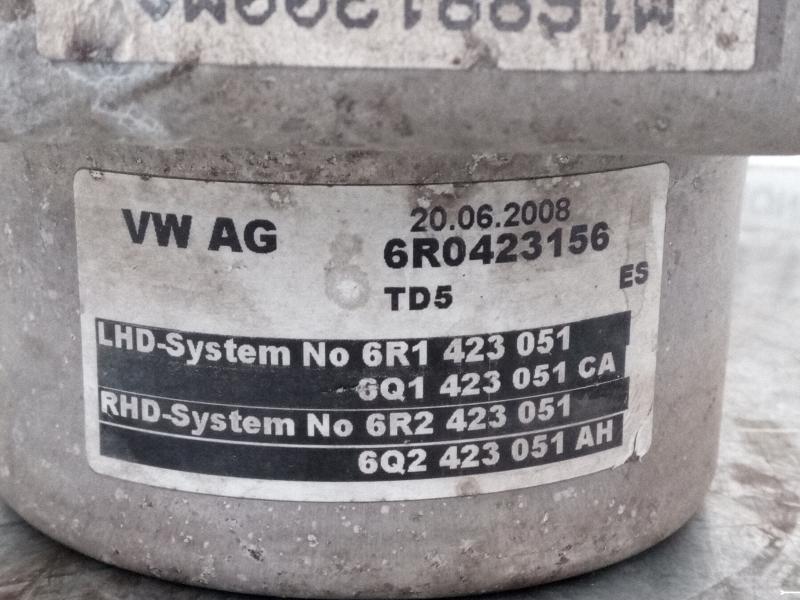 VW AG
20.06.2008
6R0423156
6
TD5
ES
LHD-System No 6R1 423 051
6Q1 423 051 CA
RHD-System No 6R2 423 051
6Q2 423 051 AH